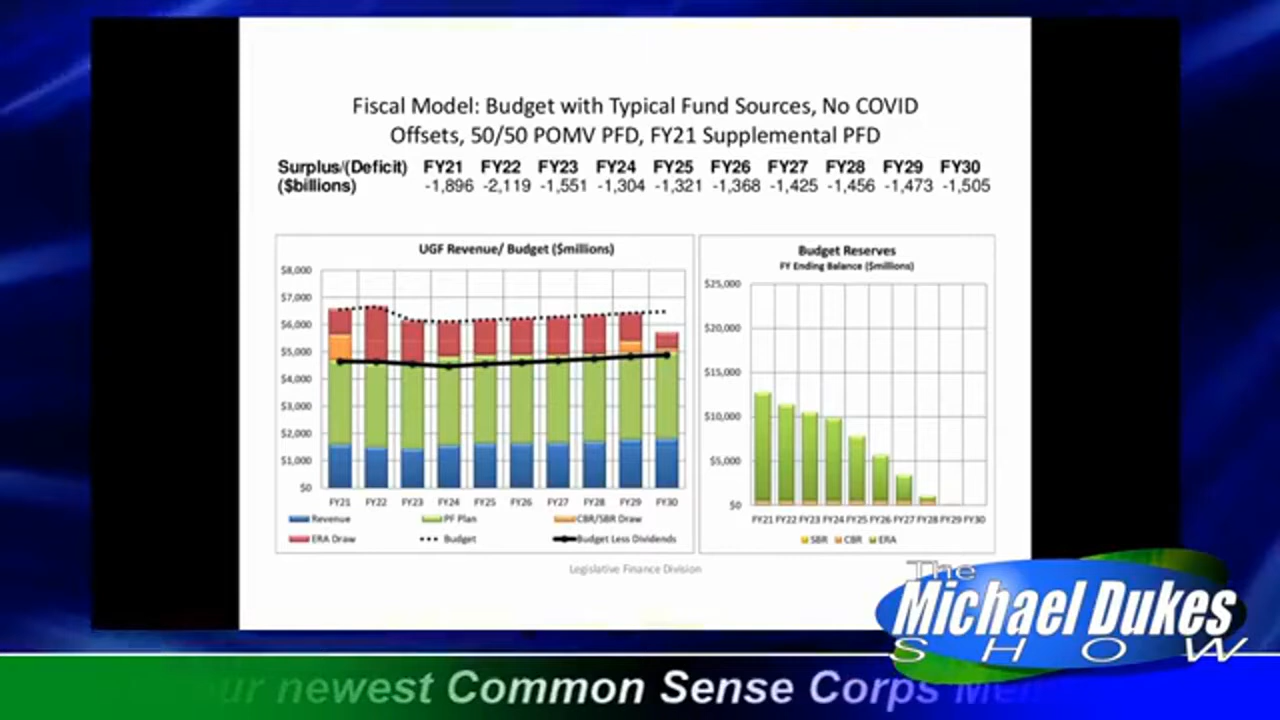 Fiscal Model: Budget with Typical Fund Sources, No COVID
Offsets, 50/50 POMV PFD, FY21 Supplemental PFD
Surplus/(Deficit) FY21 FY22 FY23 FY24 FY25 FY26 FY27 FY28 FY29 FY30
($billions) -1,896 -2,119 -1,551 -1,304 -1,321 -1,368 -1,425 -1,456 -1,473 -1,505
UGF Revenue/ Budget ($millions)
$8,000
$7,000
$6,000
$5,000
$4,000
$3,000
$2,000
$1,000
$0
FY21 FY22 FY23 FY24 FY25 FY26 FY27 FY28 FY29 FY30
Revenue PF Plan CBR/SBR Draw
ERA Draw Budget Budget Less Dividends
Budget Reserves
FY Ending Balance ($millions)
$25,000
$20,000
$15,000
$10,000
$5,000
$0
FY21 FY22 FY23 FY24 FY25 FY26 FY27 FY28 FY29 FY30
SBR CBR ERA
Legislative Finance Division
The
Michael Dukes
SHOW
ur newest Common Sense Corps Me